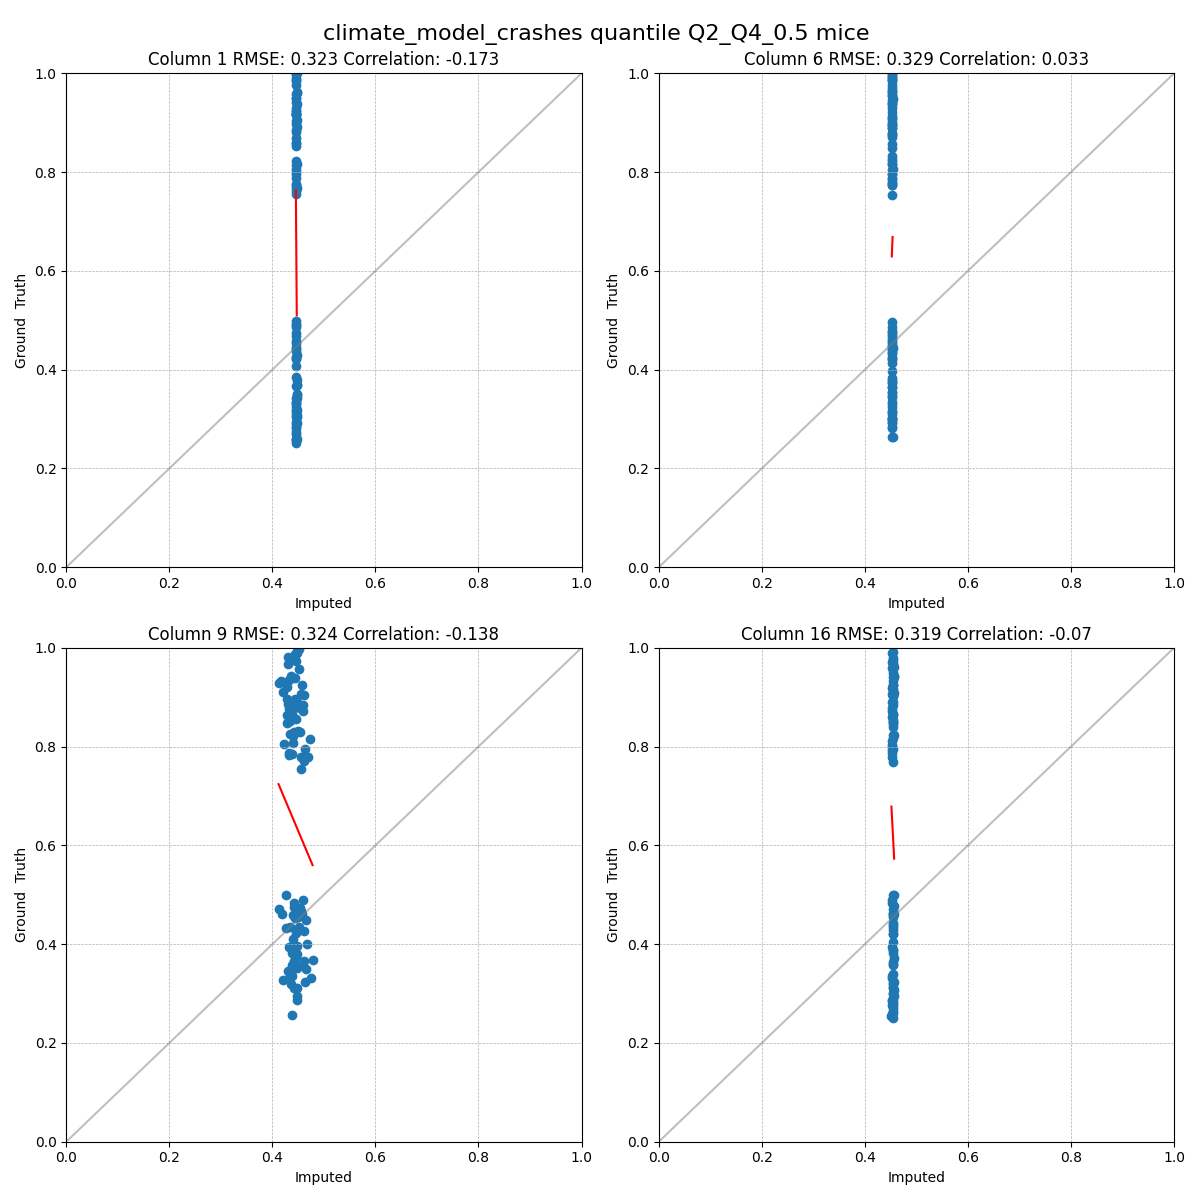 climate_model_crashes quantile Q2_Q4_0.5 mice
Column 1 RMSE: 0.323 Correlation: -0.173
1.0
0.8
0.6
0.4
0.2
0.0
Ground Truth
0.0 0.2 0.4 0.6 0.8 1.0
Imputed
Column 6 RMSE: 0.329 Correlation: 0.033
1.0
0.8
0.6
0.4
0.2
0.0
Ground Truth
0.0 0.2 0.4 0.6 0.8 1.0
Imputed
Column 9 RMSE: 0.324 Correlation: -0.138
1.0
0.8
0.6
0.4
0.2
0.0
Ground Truth
0.0 0.2 0.4 0.6 0.8 1.0
Imputed
Column 16 RMSE: 0.319 Correlation: -0.07
1.0
0.8
0.6
0.4
0.2
0.0
Ground Truth
0.0 0.2 0.4 0.6 0.8 1.0
Imputed